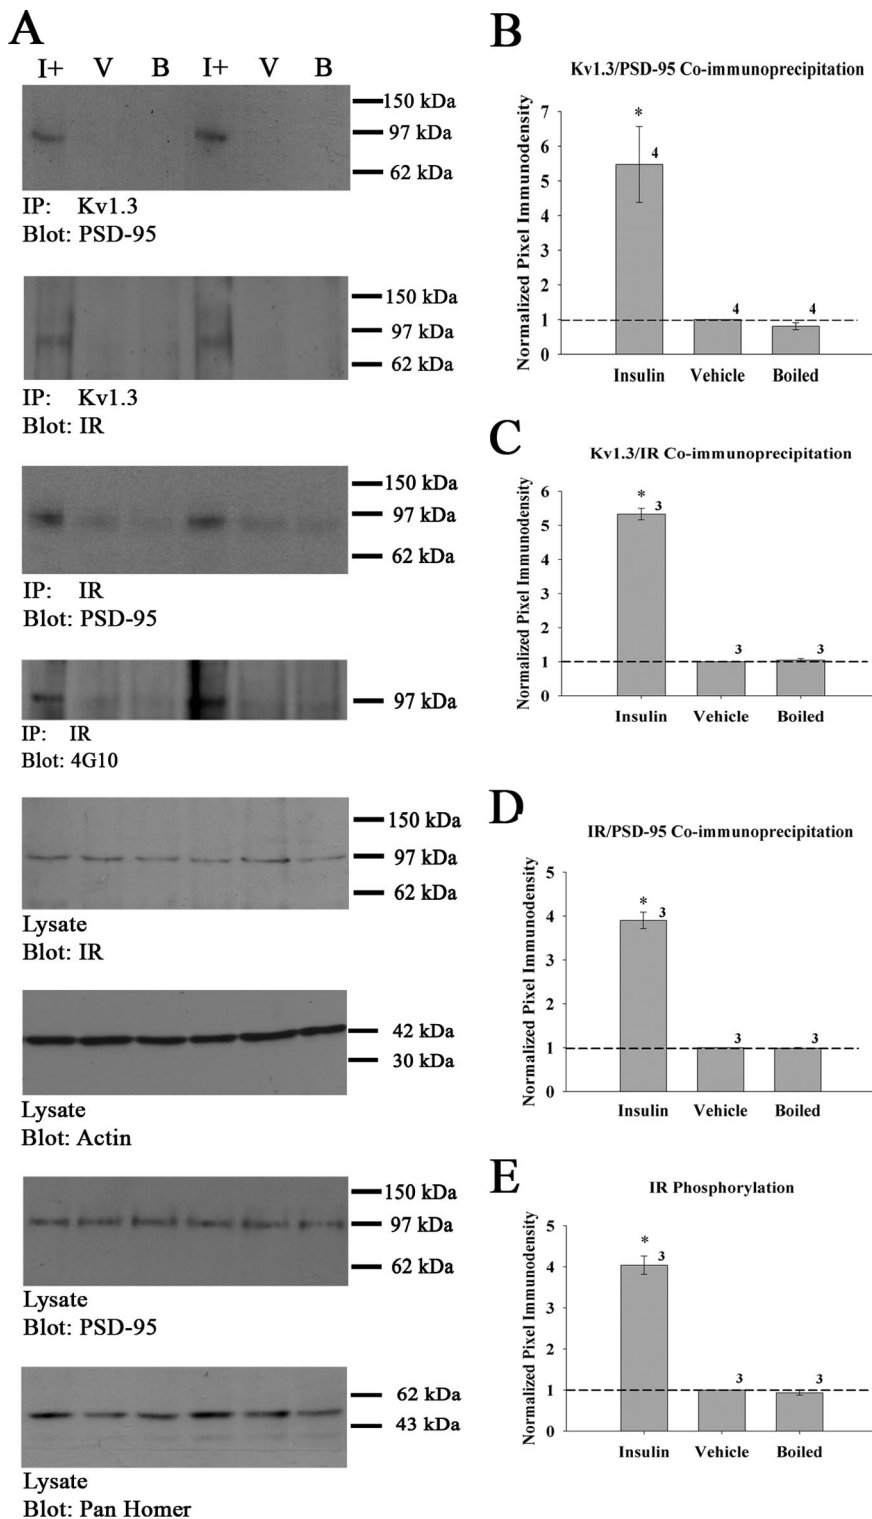 A
I+ V B I+ V B
150 kDa
97 kDa
62 kDa
IP: Kv1.3
Blot: PSD-95
150 kDa
97 kDa
62 kDa
IP: Kv1.3
Blot: IR
150 kDa
97 kDa
62 kDa
IP: IR
Blot: PSD-95
97 kDa
IP: IR
Blot: 4G10
150 kDa
97 kDa
62 kDa
Lysate
Blot: IR
42 kDa
30 kDa
Lysate
Blot: Actin
150 kDa
97 kDa
62 kDa
Lysate
Blot: PSD-95
62 kDa
43 kDa
Lysate
Blot: Pan Homer
B
Kv1.3/PSD-95 Co-immunoprecipitation
Normalized Pixel Immunodensity
7
6
5
4
3
2
1
0
*
4
4
4
Insulin Vehicle Boiled
C
Kv1.3/IR Co-immunoprecipitation
Normalized Pixel Immunodensity
6
5
4
3
2
1
0
*
3
3
3
Insulin Vehicle Boiled
D
IR/PSD-95 Co-immunoprecipitation
Normalized Pixel Immunodensity
5
4
3
2
1
0
*
3
3
3
Insulin Vehicle Boiled
E
IR Phosphorylation
Normalized Pixel Immunodensity
5
4
3
2
1
0
*
3
3
3
Insulin Vehicle Boiled